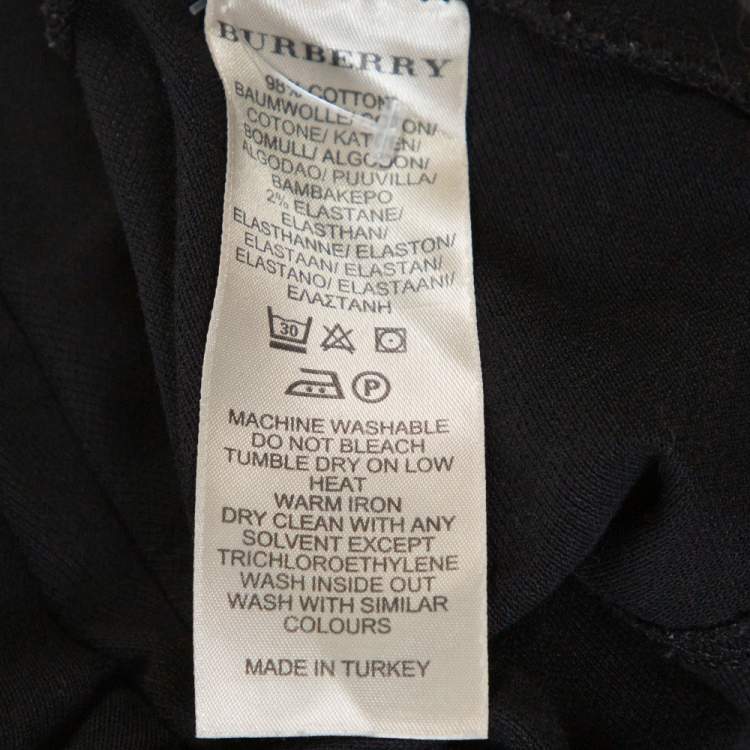 BURBERRY
98% COTTON
BAUMWOLLE/ ON/
COTONE/
BOMULL/ ALGODON/
ALGODAO/ PUUVILLA/
ΒΑΜΒΑΚΕΡΟ
2% ELASTANE/
ELASTHAN/
ELASTHANNE/ ELASTON/
ELASTAAN/ ELASTAN/
ELASTANO/ ELASTAANI/
ΕΛΑΣΤΑΝΗ
30
P
MACHINE WASHABLE
DO NOT BLEACH
TUMBLE DRY ON LOW
HEAT
WARM IRON
DRY CLEAN WITH ANY
SOLVENT EXCEPT
TRICHLOROETHYLENE
WASH INSIDE OUT
WASH WITH SIMILAR
COLOURS
MADE IN TURKEY